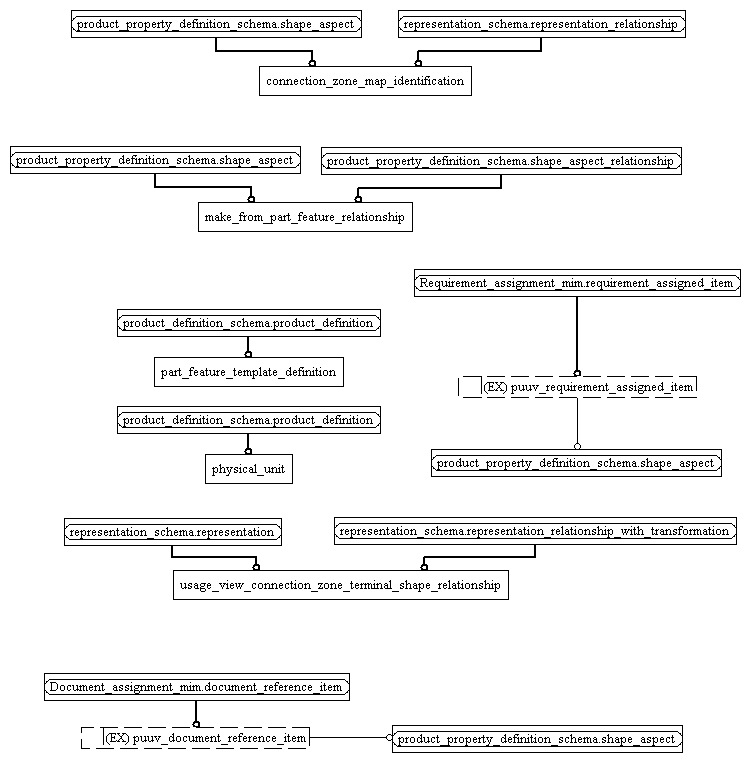 product_property_definition_schema.shape_aspect
representation_schema.representation_relationship
connection_zone_map_identification
product_property_definition_schema.shape_aspect
product_property_definition_schema.shape_aspect_relationship
make_from_part_feature_relationship
Requirement_assignment_mim.requirement_assigned_item
product_definition_schema.product_definition
part_feature_template_definition
(EX) puuv_requirement_assigned_item
product_definition_schema.product_definition
product_property_definition_schema.shape_aspect
physical_unit
representation_schema.representation
representation_schema.representation_relationship_with_transformation
usage_view_connection_zone_terminal_shape_relationship
Document_assignment_mim.document_reference_item
(EX) puuv_document_reference_item
product_property_definition_schema.shape_aspect